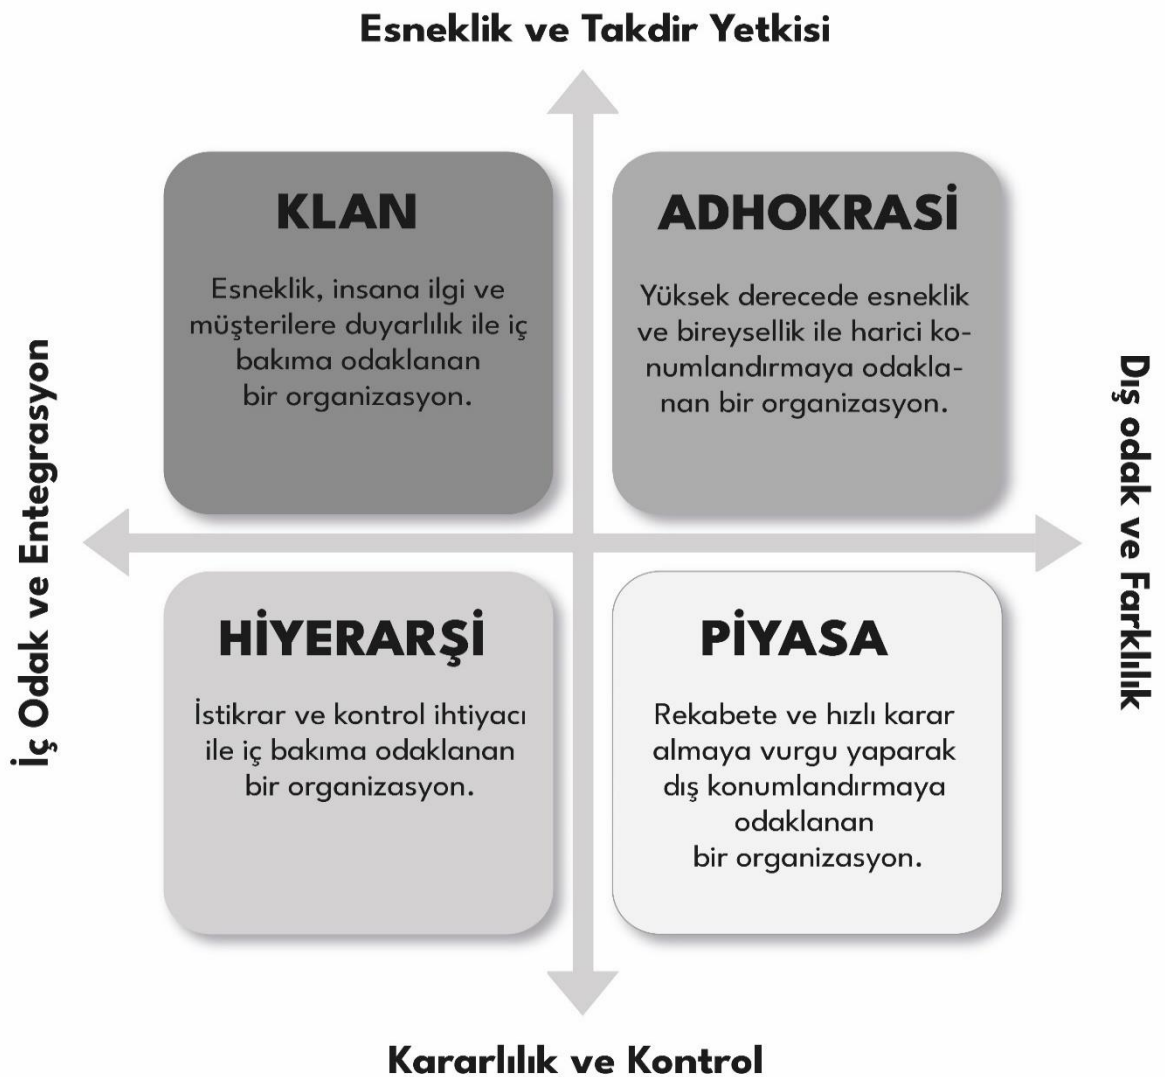 Esneklik ve Takdir Yetkisi
KLAN
Esneklik, insana ilgi ve
müşterilere duyarlılık ile iç
bakıma odaklanan
bir organizasyon.
ADHOKRASİ
Yüksek derecede esneklik
ve bireysellik ile harici ko-
numlandırmaya odakla-
nan bir organizasyon.
İç Odak ve Entegrasyon
Dış odak ve Farklılık
HİYERARŞİ
İstikrar ve kontrol ihtiyacı
ile iç bakıma odaklanan
bir organizasyon.
PİYASA
Rekabete ve hızlı karar
almaya vurgu yaparak
dış konumlandırmaya
odaklanan
bir organizasyon.
Kararlılık ve Kontrol